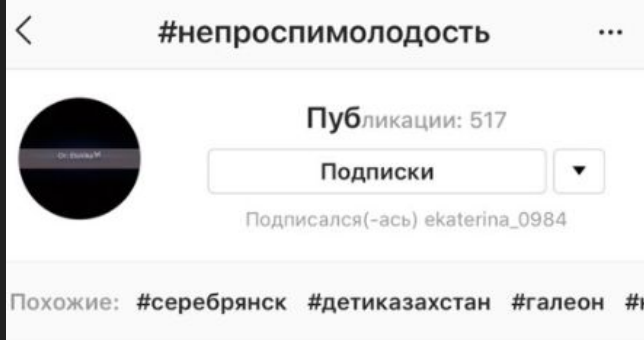 #непроспимолодость
Публикации: 517
Подписки
Подписался(-ась) ekaterina_0984
Похожие: #серебрянск #детиказахстан #галеон